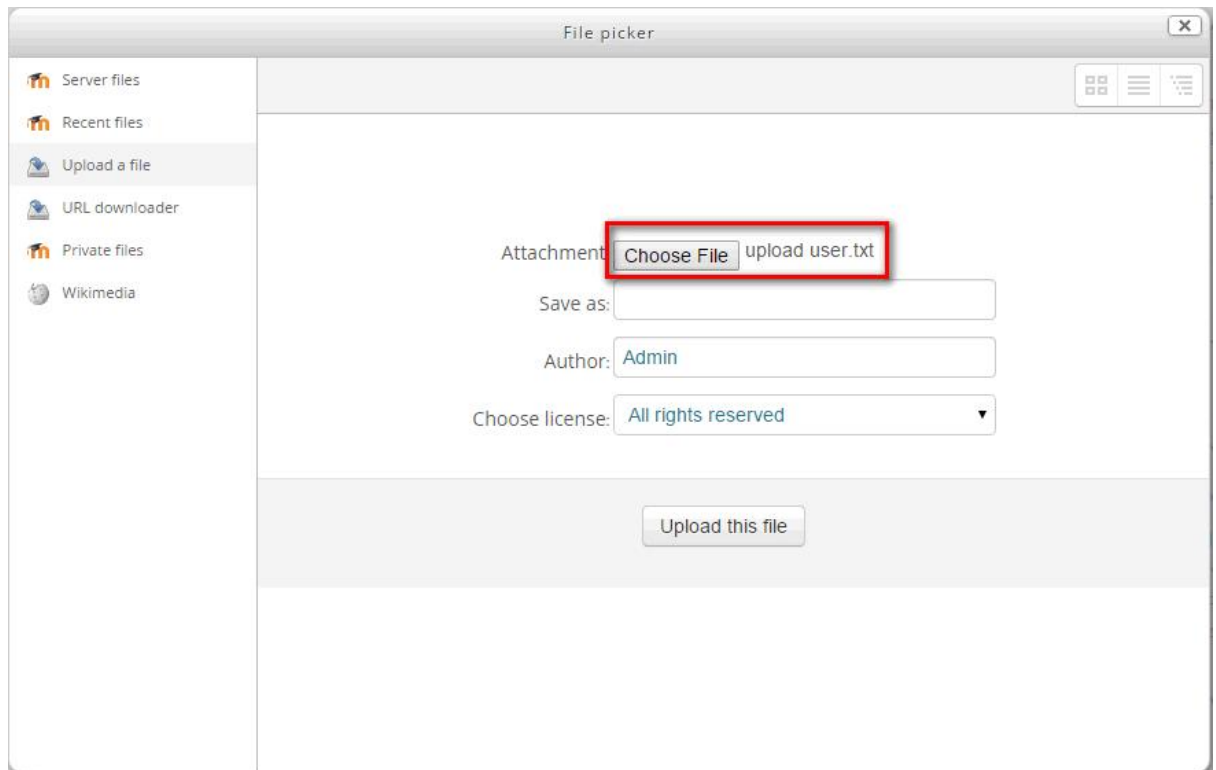 File picker
Server files
Recent files
Upload a file
URL downloader
Private files
Wikimedia
Attachment Choose File upload user.txt
Save as:
Author: Admin
Choose license: All rights reserved
Upload this file